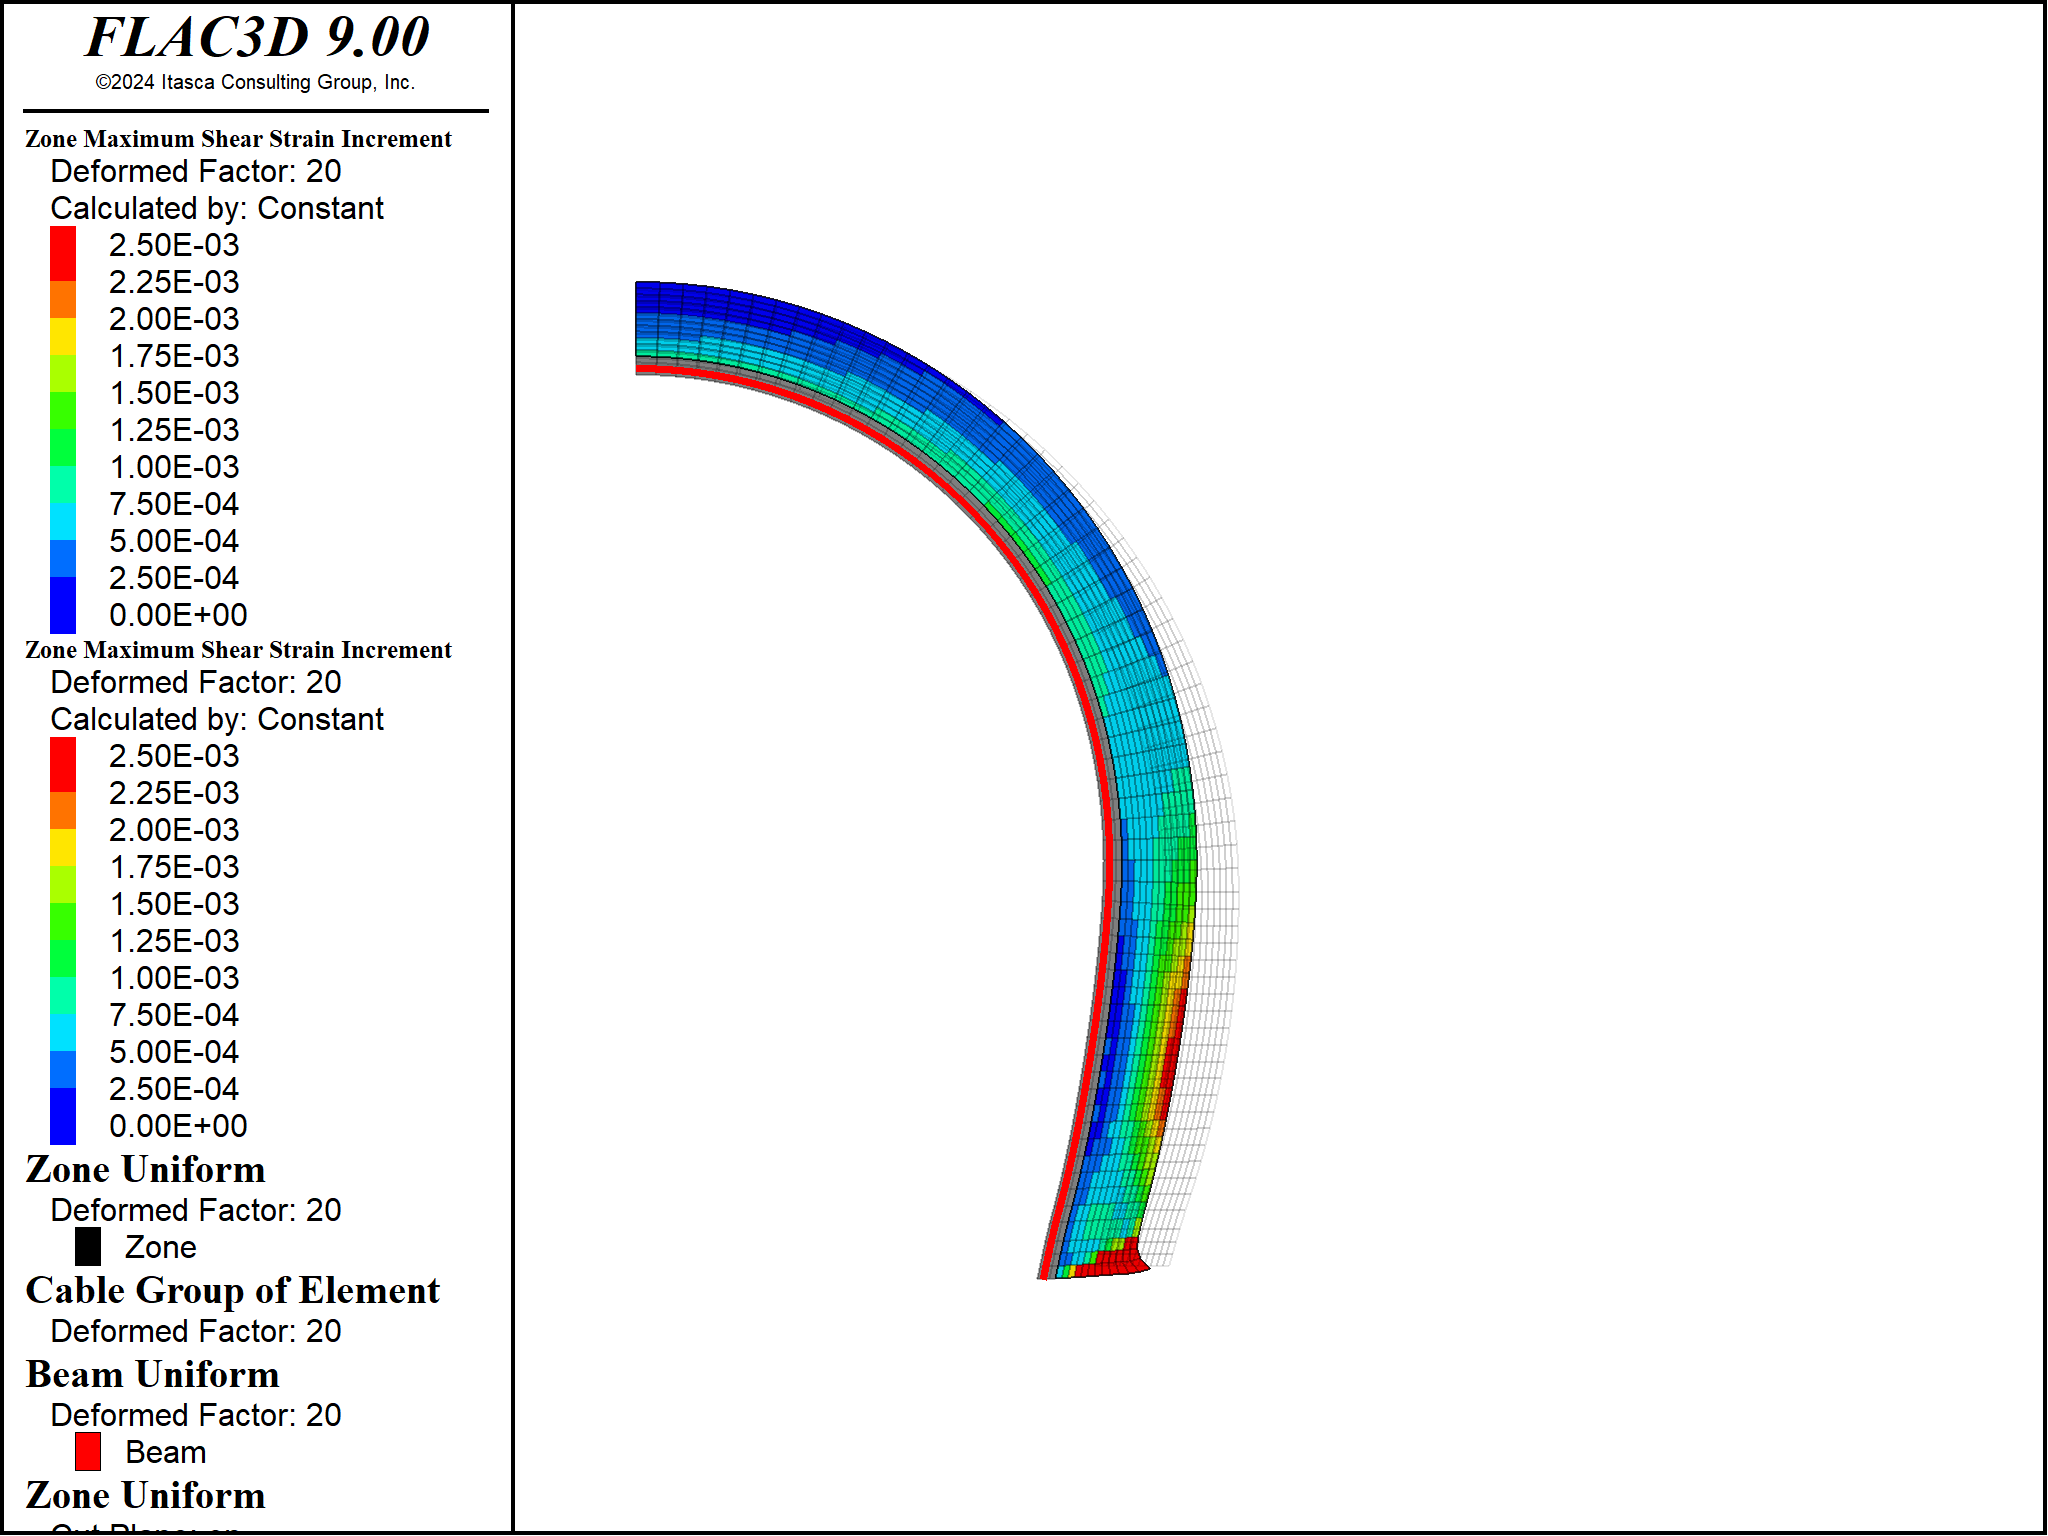 FLAC3D 9.00
©2024 Itasca Consulting Group, Inc.
Zone Maximum Shear Strain Increment
Deformed Factor: 20
Calculated by: Constant
2.50E-03
2.25E-03
2.00E-03
1.75E-03
1.50E-03
1.25E-03
1.00E-03
7.50E-04
5.00E-04
2.50E-04
0.00E+00
Zone Maximum Shear Strain Increment
Deformed Factor: 20
Calculated by: Constant
2.50E-03
2.25E-03
2.00E-03
1.75E-03
1.50E-03
1.25E-03
1.00E-03
7.50E-04
5.00E-04
2.50E-04
0.00E+00
Zone Uniform
Deformed Factor: 20
Zone
Cable Group of Element
Deformed Factor: 20
Beam Uniform
Deformed Factor: 20
Beam
Zone Uniform